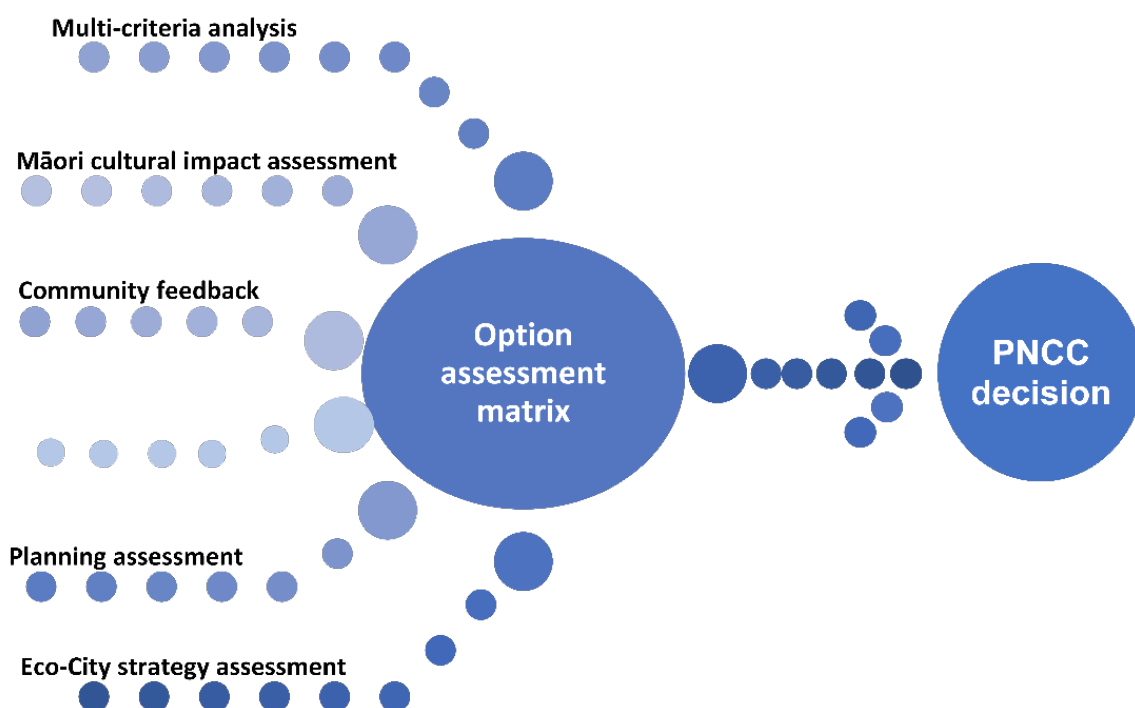 Multi-criteria analysis
Māori cultural impact assessment
Community feedback
Planning assessment
Eco-City strategy assessment
Option
assessment
matrix
PNCC
decision